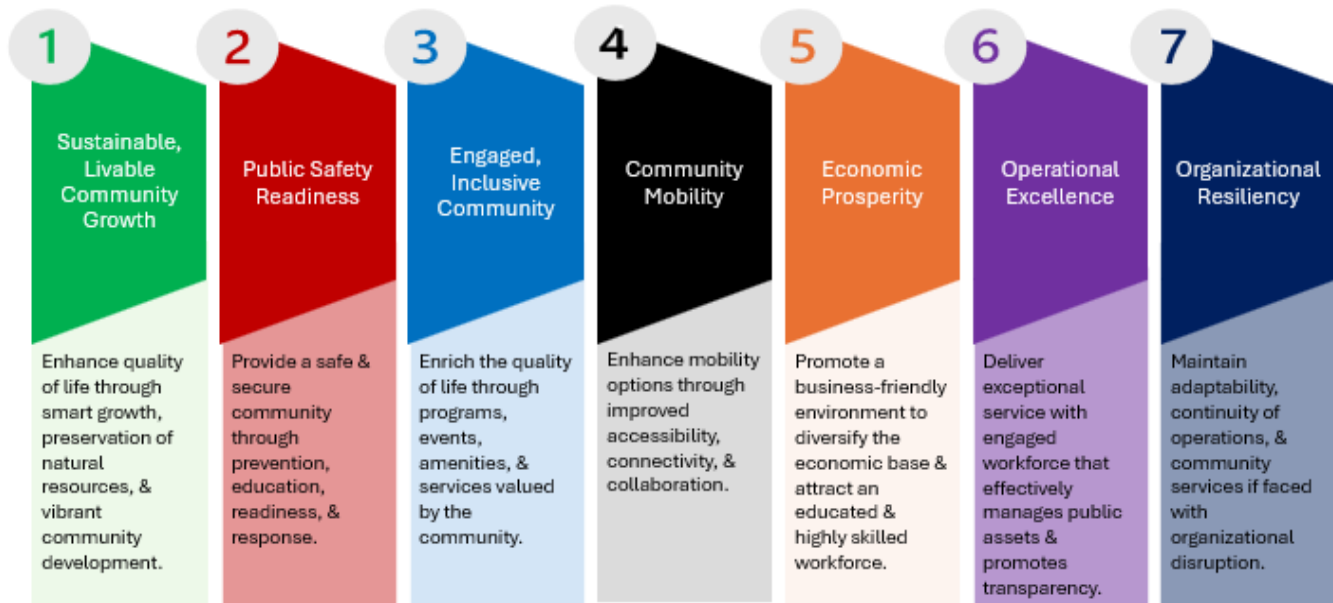 1
Sustainable,
Livable
Community
Growth
Enhance quality
of life through
smart growth,
preservation of
natural
resources, &
vibrant
community
development.
2
Public Safety
Readiness
Provide a safe &
secure
community
through
prevention,
education,
readiness, &
response.
3
Engaged,
Inclusive
Community
Enrich the quality
of life through
programs,
events,
amenities, &
services valued
by the
community.
4
Community
Mobility
Enhance mobility
options through
improved
accessibility,
connectivity, &
collaboration.
5
Economic
Prosperity
Promote a
business-friendly
environment to
diversify the
economic base &
attract an
educated &
highly skilled
workforce.
6
Operational
Excellence
Deliver
exceptional
service with
engaged
workforce that
effectively
manages public
assets &
promotes
transparency.
7
Organizational
Resiliency
Maintain
adaptability,
continuity of
operations, &
community
services if faced
with
organizational
disruption.